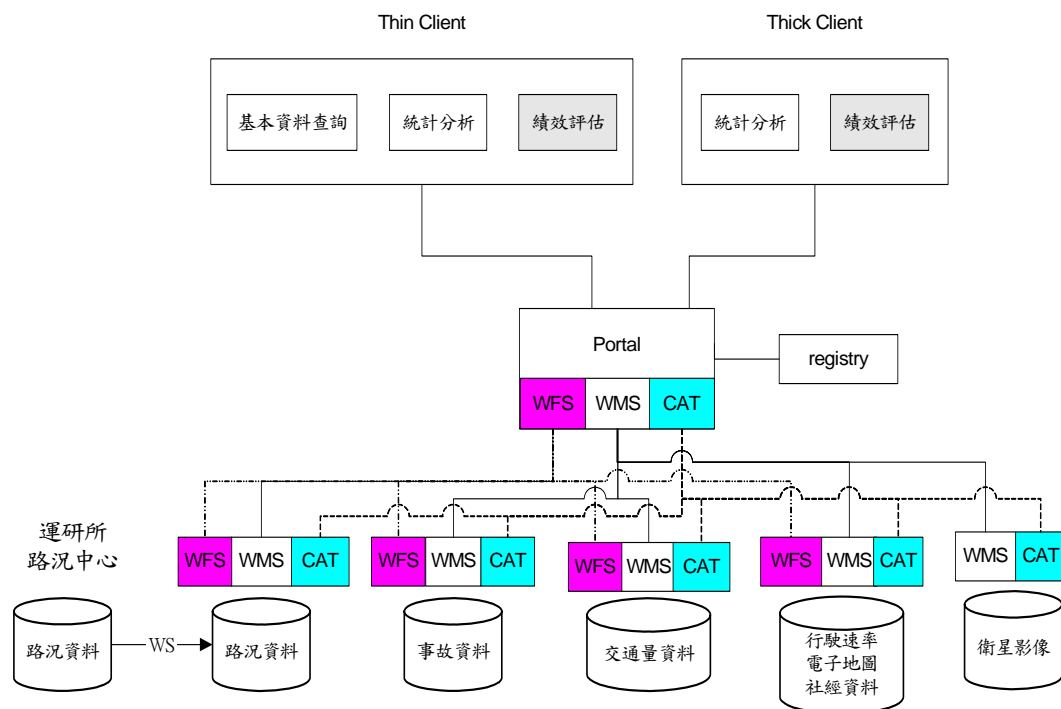 Thin Client
Thick Client
基本資料查詢
統計分析
績效評估
統計分析
績效評估
Portal
registry
WFS
WMS
CAT
運研所
路況中心
WFS
WMS
CAT
WFS
WMS
CAT
WFS
WMS
CAT
WFS
WMS
CAT
WMS
CAT
路況資料
WS
路況資料
事故資料
交通量資料
行駛速率
電子地圖
社經資料
衛星影像